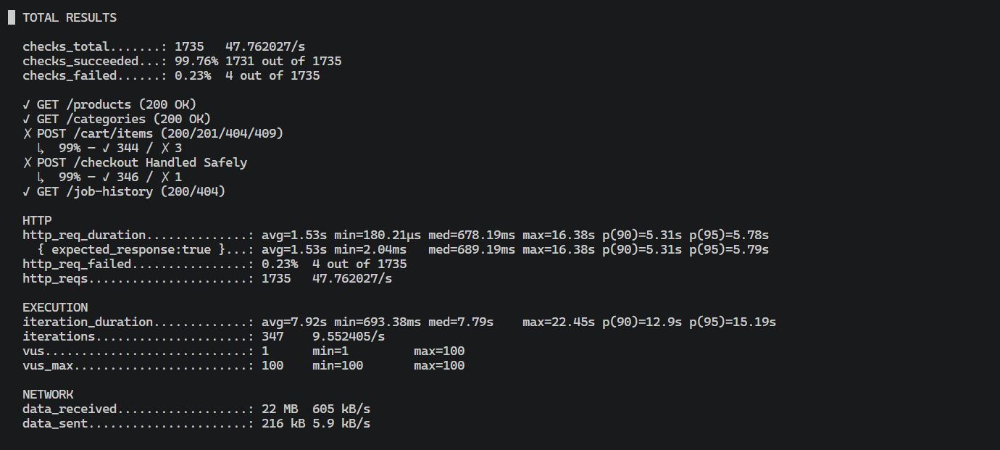 TOTAL RESULTS
checks_total.......: 1735   47.762027/s
checks_succeeded...: 99.76% 1731 out of 1735
checks_failed......: 0.23%  4 out of 1735
✓ GET /products (200 OK)
✓ GET /categories (200 OK)
✗ POST /cart/items (200/201/404/409)
↳  99% — ✓ 344 / ✗ 3
✗ POST /checkout Handled Safely
↳  99% — ✓ 346 / ✗ 1
✓ GET /job-history (200/404)
HTTP
http_req_duration..............: avg=1.53s min=180.21µs med=678.19ms max=16.38s p(90)=5.31s p(95)=5.78s
{ expected_response:true }...: avg=1.53s min=2.04ms   med=689.19ms max=16.38s p(90)=5.31s p(95)=5.79s
http_req_failed................: 0.23%  4 out of 1735
http_reqs......................: 1735   47.762027/s
EXECUTION
iteration_duration.............: avg=7.92s min=693.38ms med=7.79s    max=22.45s p(90)=12.9s p(95)=15.19s
iterations.....................: 347    9.552405/s
vus............................: 1      min=1         max=100
vus_max........................: 100    min=100       max=100
NETWORK
data_received..................: 22 MB  605 kB/s
data_sent......................: 216 kB 5.9 kB/s